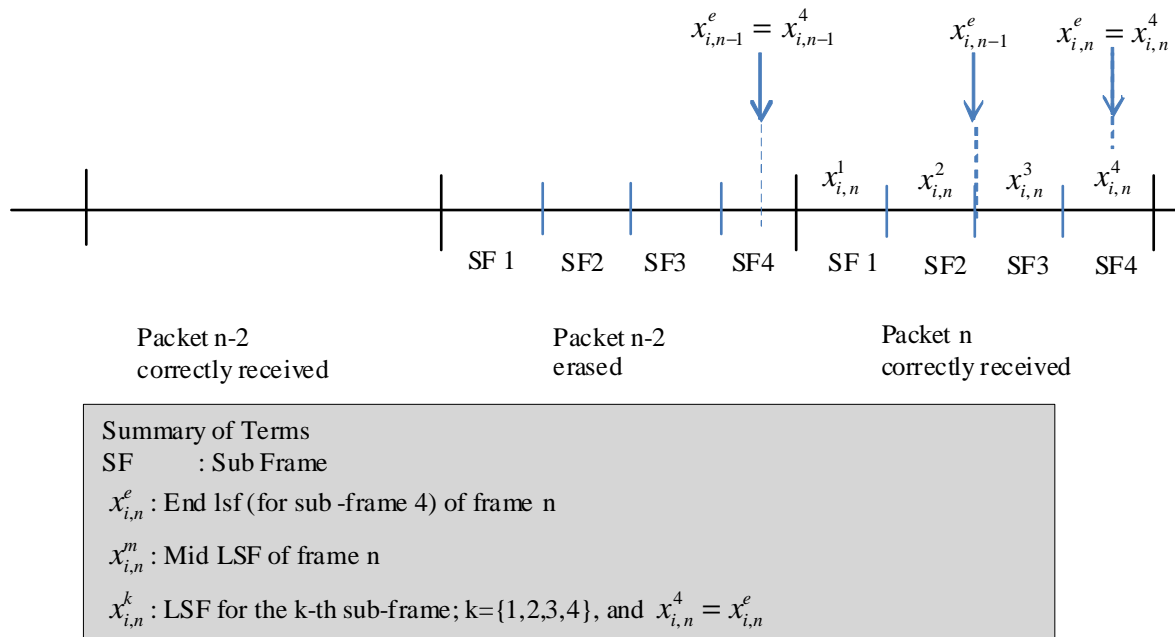 x^e_{i,n-1} = x^4_{i,n-1} x^e_{i,n-1} x^e_{i,n} = x^4_{i,n}
x^1_{i,n} x^2_{i,n} x^3_{i,n} x^4_{i,n}
SF 1 SF2 SF3 SF4 SF 1 SF2 SF3 SF4
Packet n-2 Packet n-2 Packet n
correctly received erased correctly received
Summary of Terms
SF : Sub Frame
x^e_{i,n} : End lsf (for sub -frame 4) of frame n
x^m_{i,n} : Mid LSF of frame n
x^k_{i,n} : LSF for the k-th sub-frame; k={1,2,3,4}, and x^4_{i,n} = x^e_{i,n}